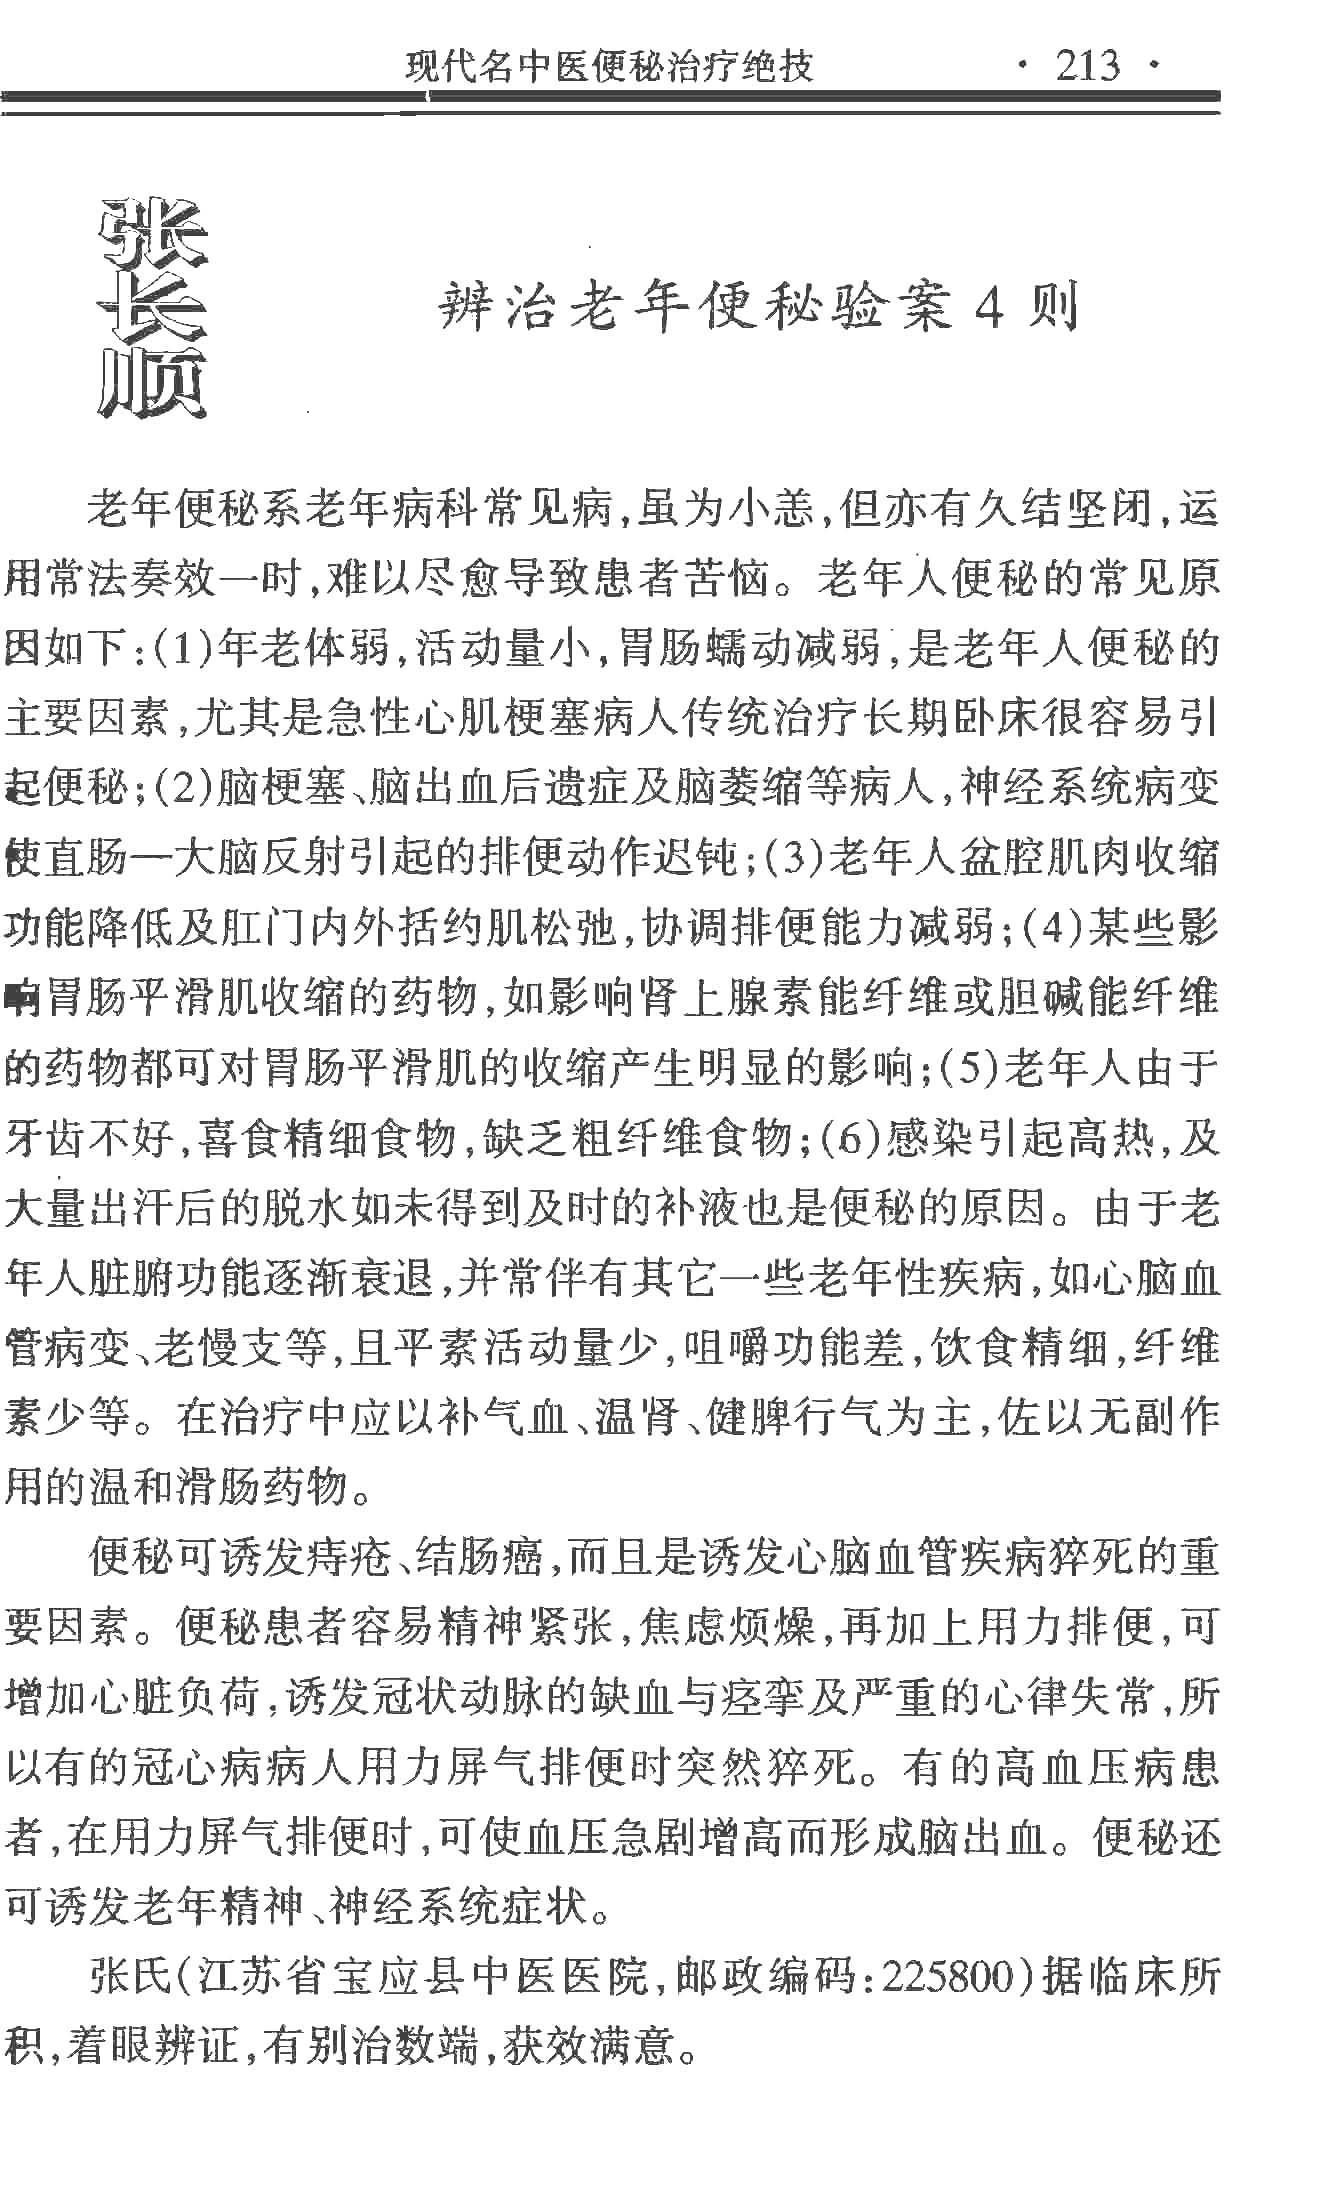 现代名中医便秘治疗绝技 · 213 ·
张长顺
辨治老年便秘验案 4 则
老年便秘系老年病科常见病,虽为小恙,但亦有久结坚闭,运
用常法奏效一时,难以尽愈导致患者苦恼。老年人便秘的常见原
因如下:(1)年老体弱,活动量小,胃肠蠕动减弱,是老年人便秘的
主要因素,尤其是急性心肌梗塞病人传统治疗长期卧床很容易引
起便秘;(2)脑梗塞、脑出血后遗症及脑萎缩等病人,神经系统病变
使直肠—大脑反射引起的排便动作迟钝;(3)老年人盆腔肌肉收缩
功能降低及肛门内外括约肌松弛,协调排便能力减弱;(4)某些影
响胃肠平滑肌收缩的药物,如影响肾上腺素能纤维或胆碱能纤维
的药物都可对胃肠平滑肌的收缩产生明显的影响;(5)老年人由于
牙齿不好,喜食精细食物,缺乏粗纤维食物;(6)感染引起高热,及
大量出汗后的脱水如未得到及时的补液也是便秘的原因。由于老
年人脏腑功能逐渐衰退,并常伴有其它一些老年性疾病,如心脑血
管病变、老慢支等,且平素活动量少,咀嚼功能差,饮食精细,纤维
素少等。在治疗中应以补气血、温肾、健脾行气为主,佐以无副作
用的温和滑肠药物。
便秘可诱发痔疮、结肠癌,而且是诱发心脑血管疾病猝死的重
要因素。便秘患者容易精神紧张,焦虑烦燥,再加上用力排便,可
增加心脏负荷,诱发冠状动脉的缺血与痉挛及严重的心律失常,所
以有的冠心病病人用力屏气排便时突然猝死。有的高血压病患
者,在用力屏气排便时,可使血压急剧增高而形成脑出血。便秘还
可诱发老年精神、神经系统症状。
张氏(江苏省宝应县中医医院,邮政编码:225800)据临床所
积,着眼辨证,有别治数端,获效满意。